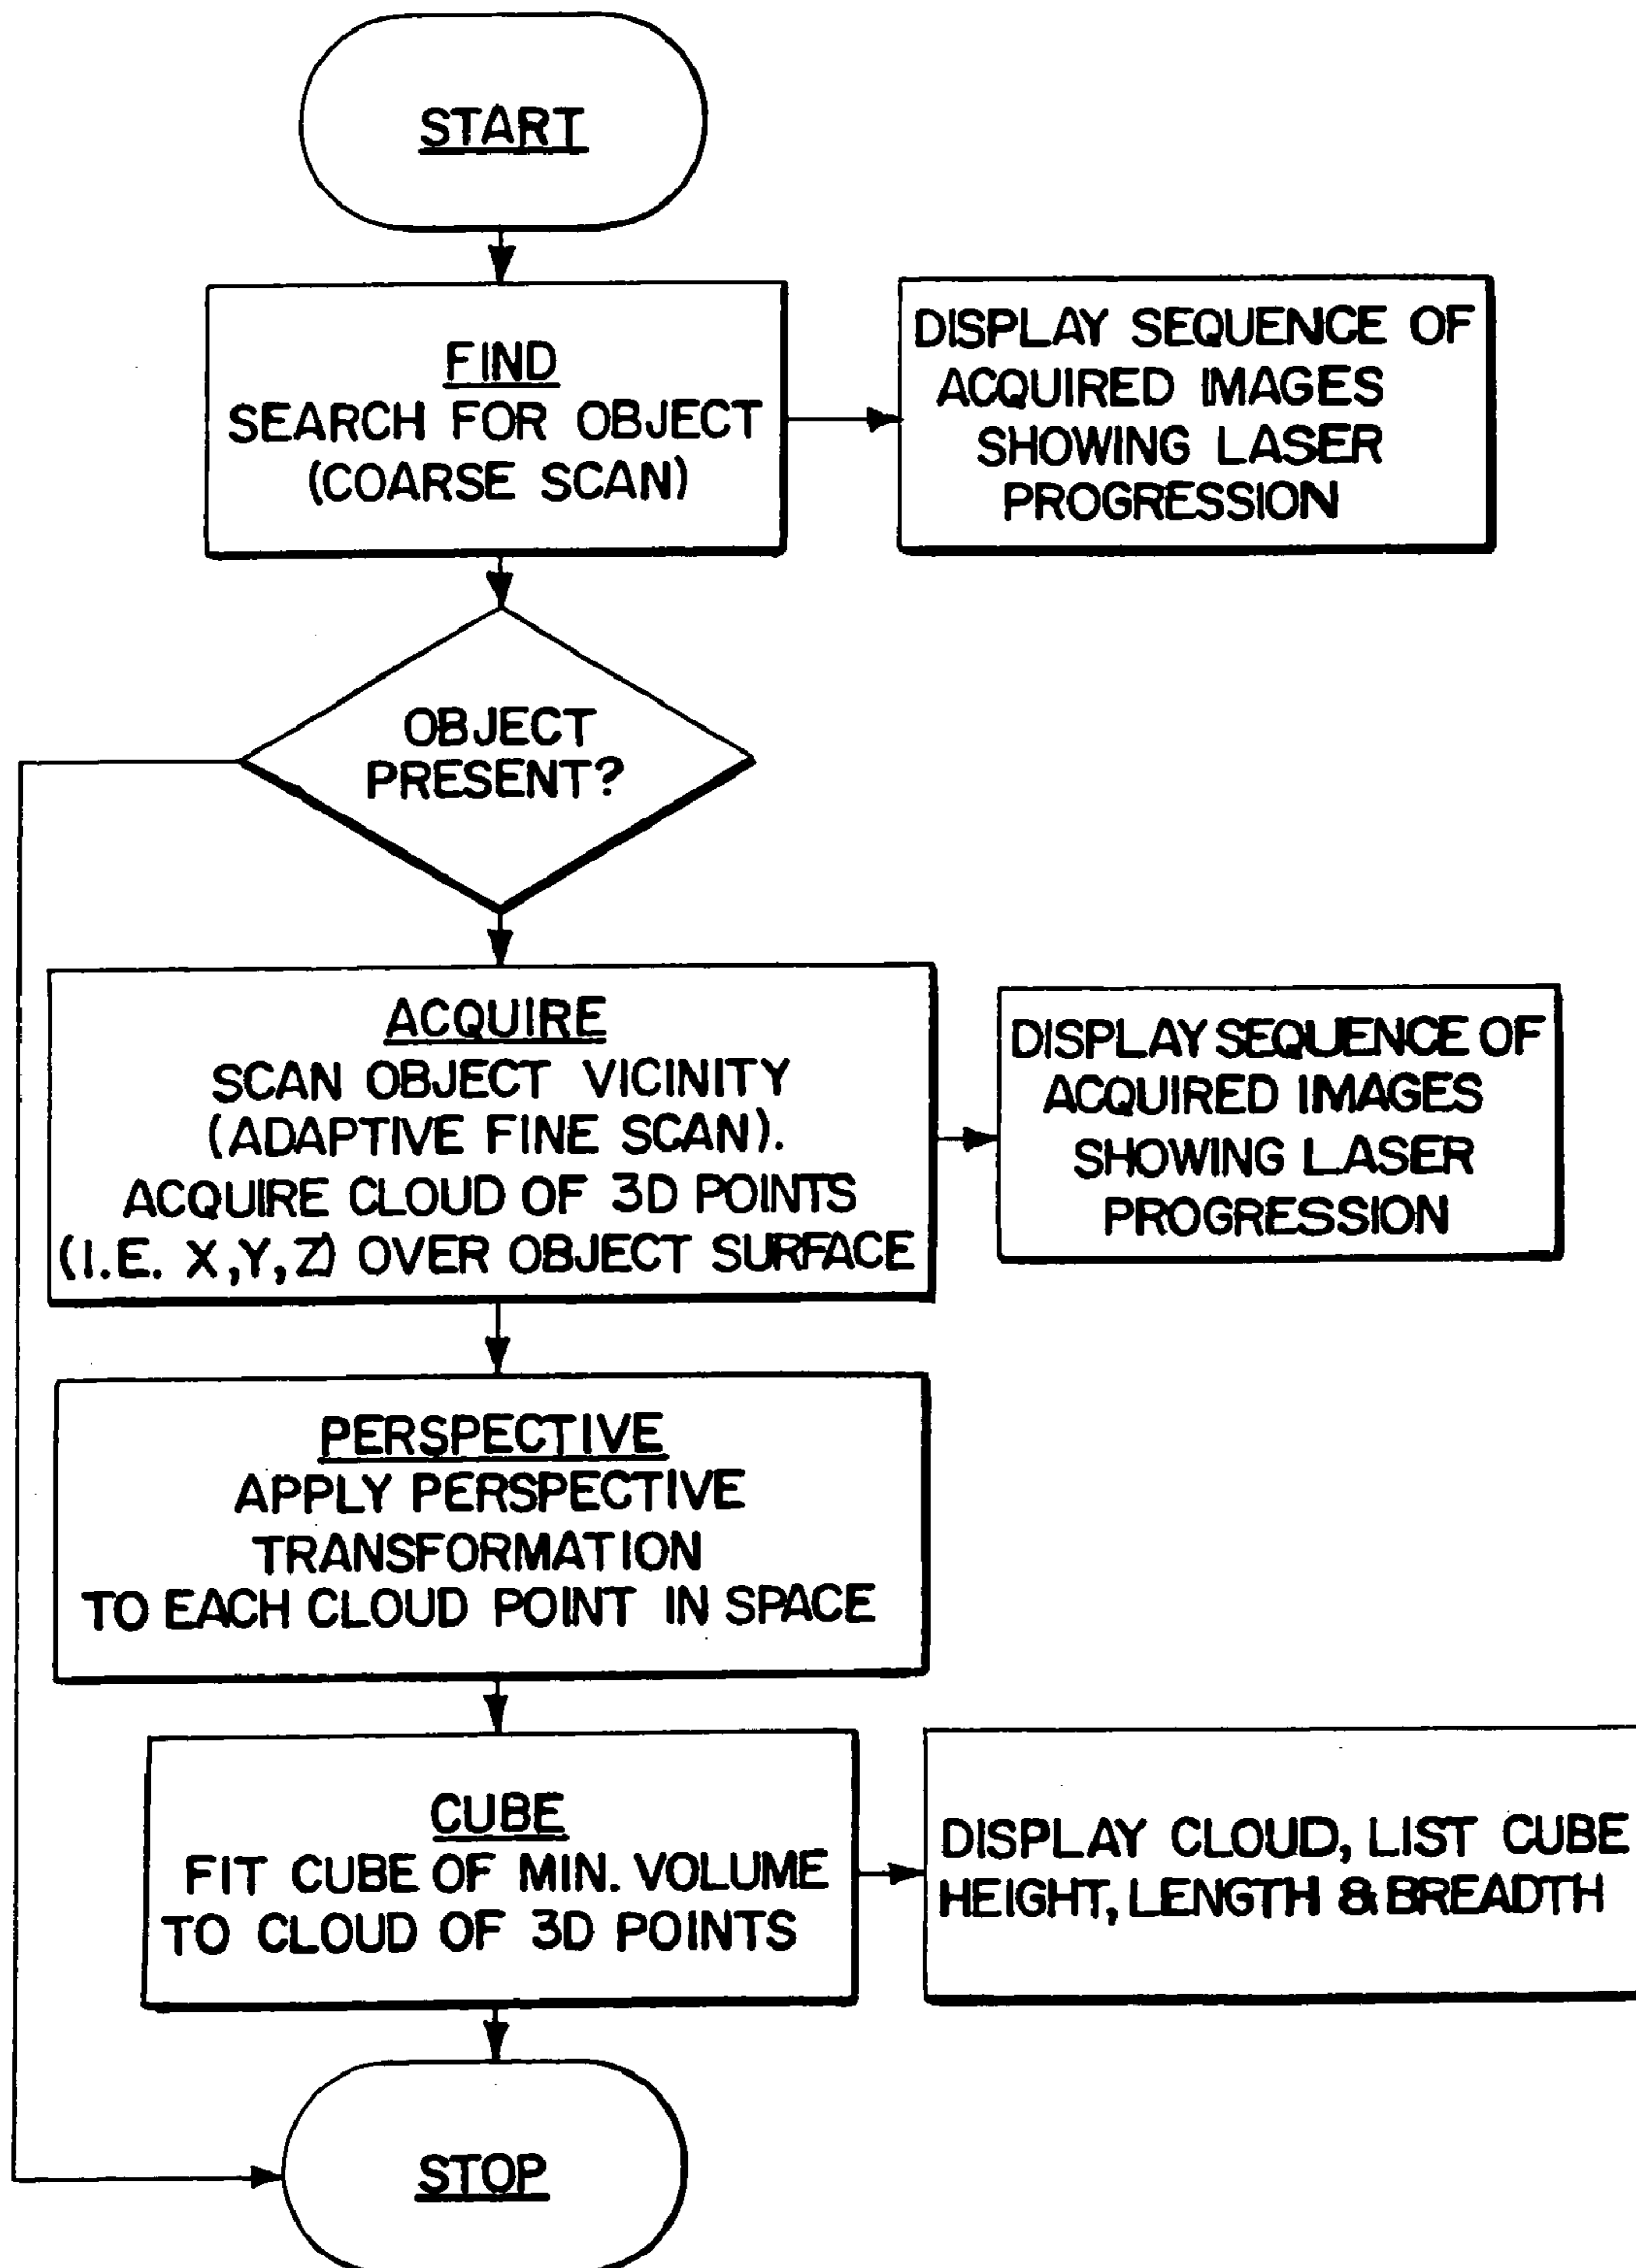 START
FIND
SEARCH FOR OBJECT
(COARSE SCAN)
DISPLAY SEQUENCE OF
ACQUIRED IMAGES
SHOWING LASER
PROGRESSION
OBJECT
PRESENT?
ACQUIRE
SCAN OBJECT VICINITY
(ADAPTIVE FINE SCAN).
ACQUIRE CLOUD OF 3D POINTS
(I.E. X,Y,Z) OVER OBJECT SURFACE
DISPLAY SEQUENCE OF
ACQUIRED IMAGES
SHOWING LASER
PROGRESSION
PERSPECTIVE
APPLY PERSPECTIVE
TRANSFORMATION
TO EACH CLOUD POINT IN SPACE
CUBE
FIT CUBE OF MIN. VOLUME
TO CLOUD OF 3D POINTS
DISPLAY CLOUD, LIST CUBE
HEIGHT, LENGTH & BREADTH
STOP